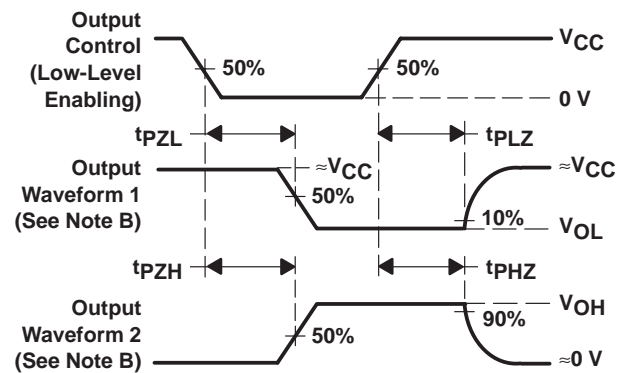 Output
Control
(Low-Level
Enabling)
50%
50%
VCC
0 V
tPZL
tPLZ
Output
Waveform 1
(See Note B)
≈VCC
50%
≈VCC
10%
VOL
tPZH
tPHZ
Output
Waveform 2
(See Note B)
50%
VOH
90%
≈0 V